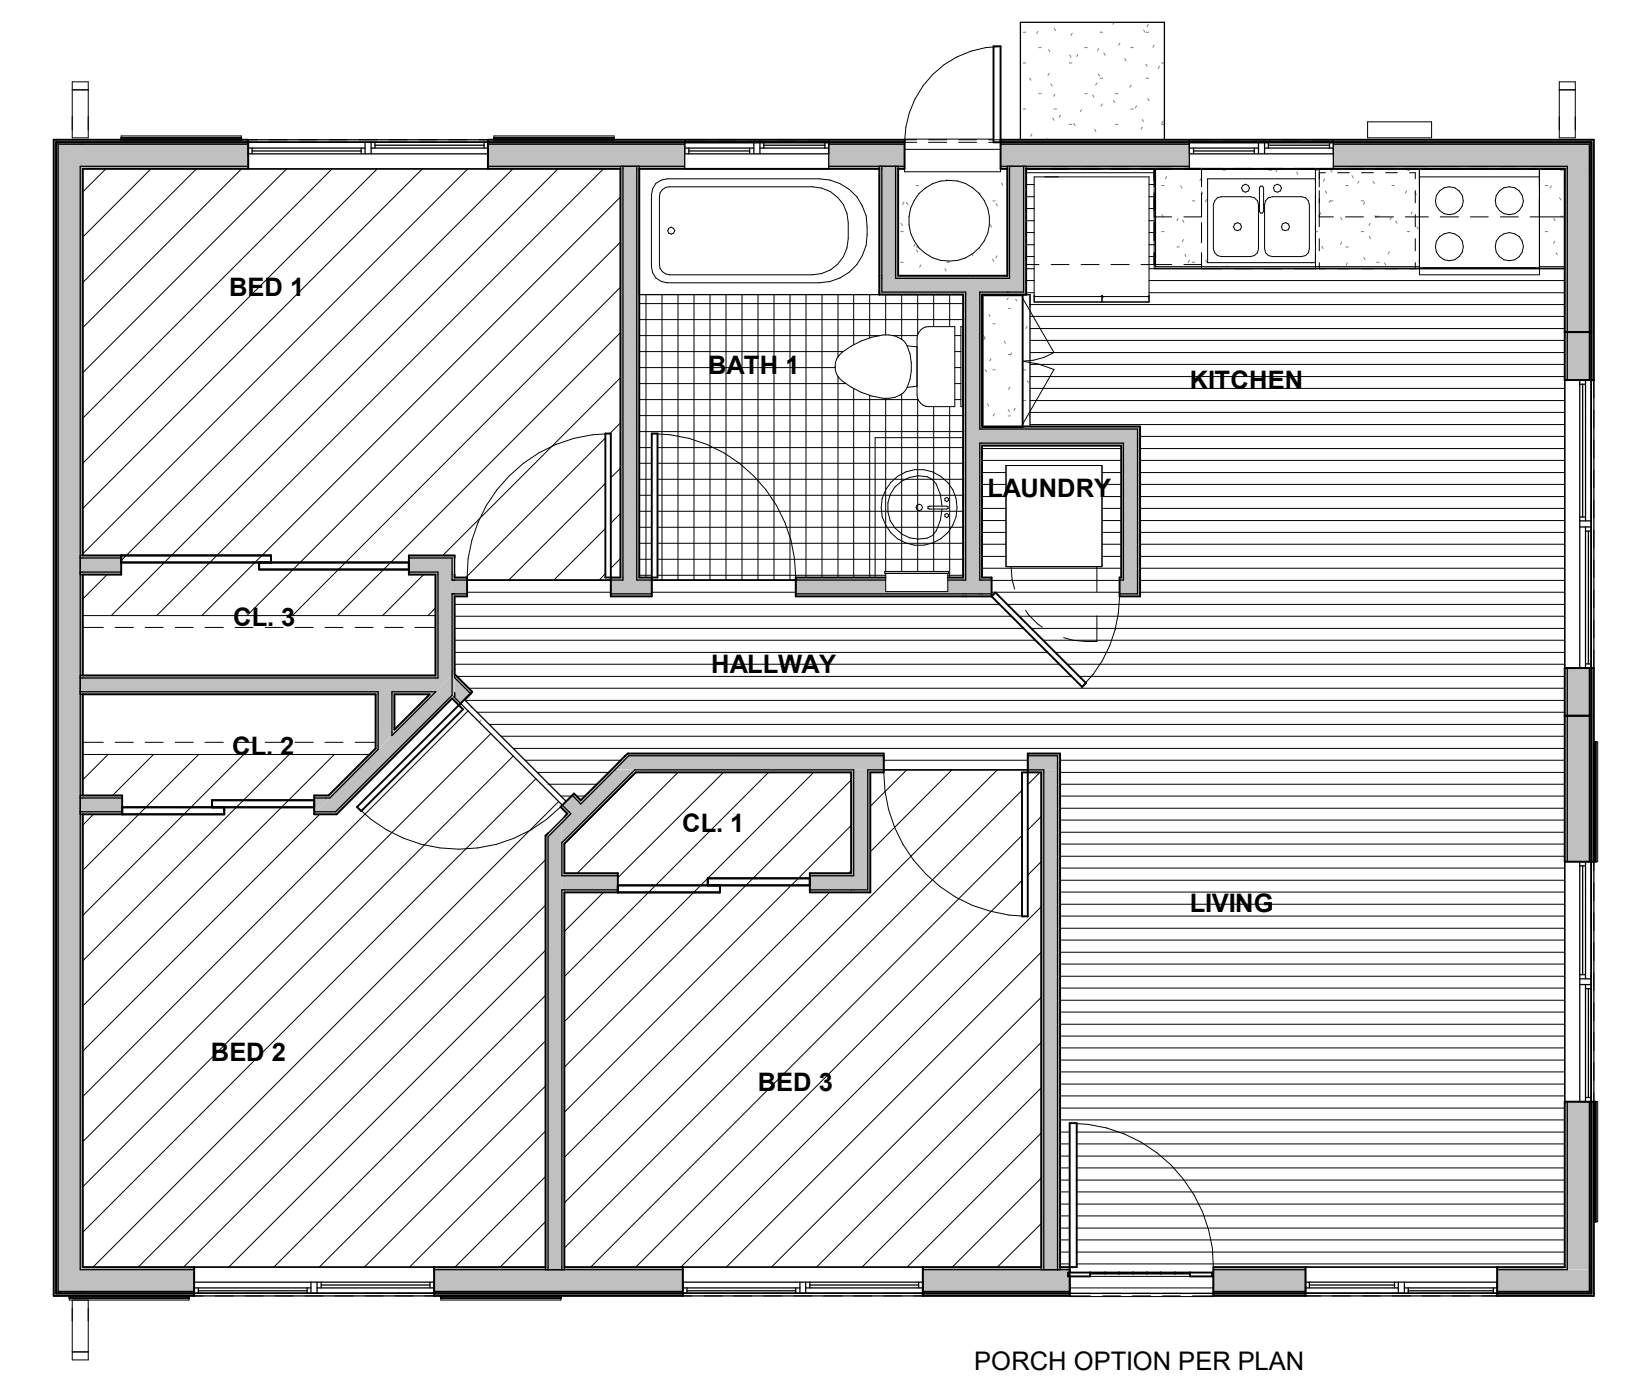 BED 1
BATH 1
KITCHEN
LAUNDRY
CL. 3
HALLWAY
CL. 2
CL. 1
LIVING
BED 2
BED 3
PORCH OPTION PER PLAN